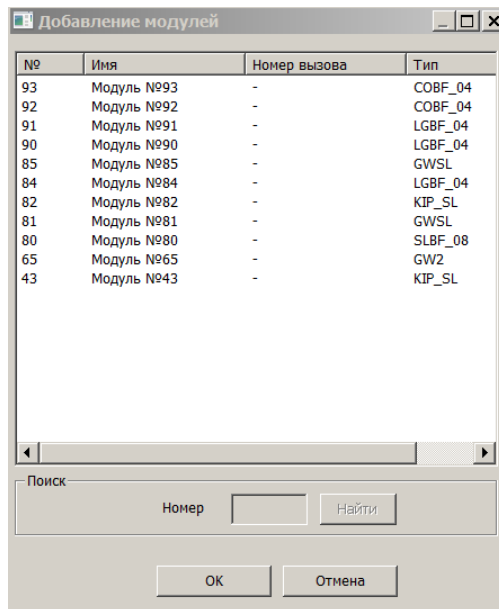 Добавление модулей
№ Имя Номер вызова Тип
93 Модуль №93 - COBF_04
92 Модуль №92 - COBF_04
91 Модуль №91 - LGBF_04
90 Модуль №90 - LGBF_04
85 Модуль №85 - GWSL
84 Модуль №84 - LGBF_04
82 Модуль №82 - KIP_SL
81 Модуль №81 - GWSL
80 Модуль №80 - SLBF_08
65 Модуль №65 - GW2
43 Модуль №43 - KIP_SL
Поиск
Номер Найти
ОК Отмена